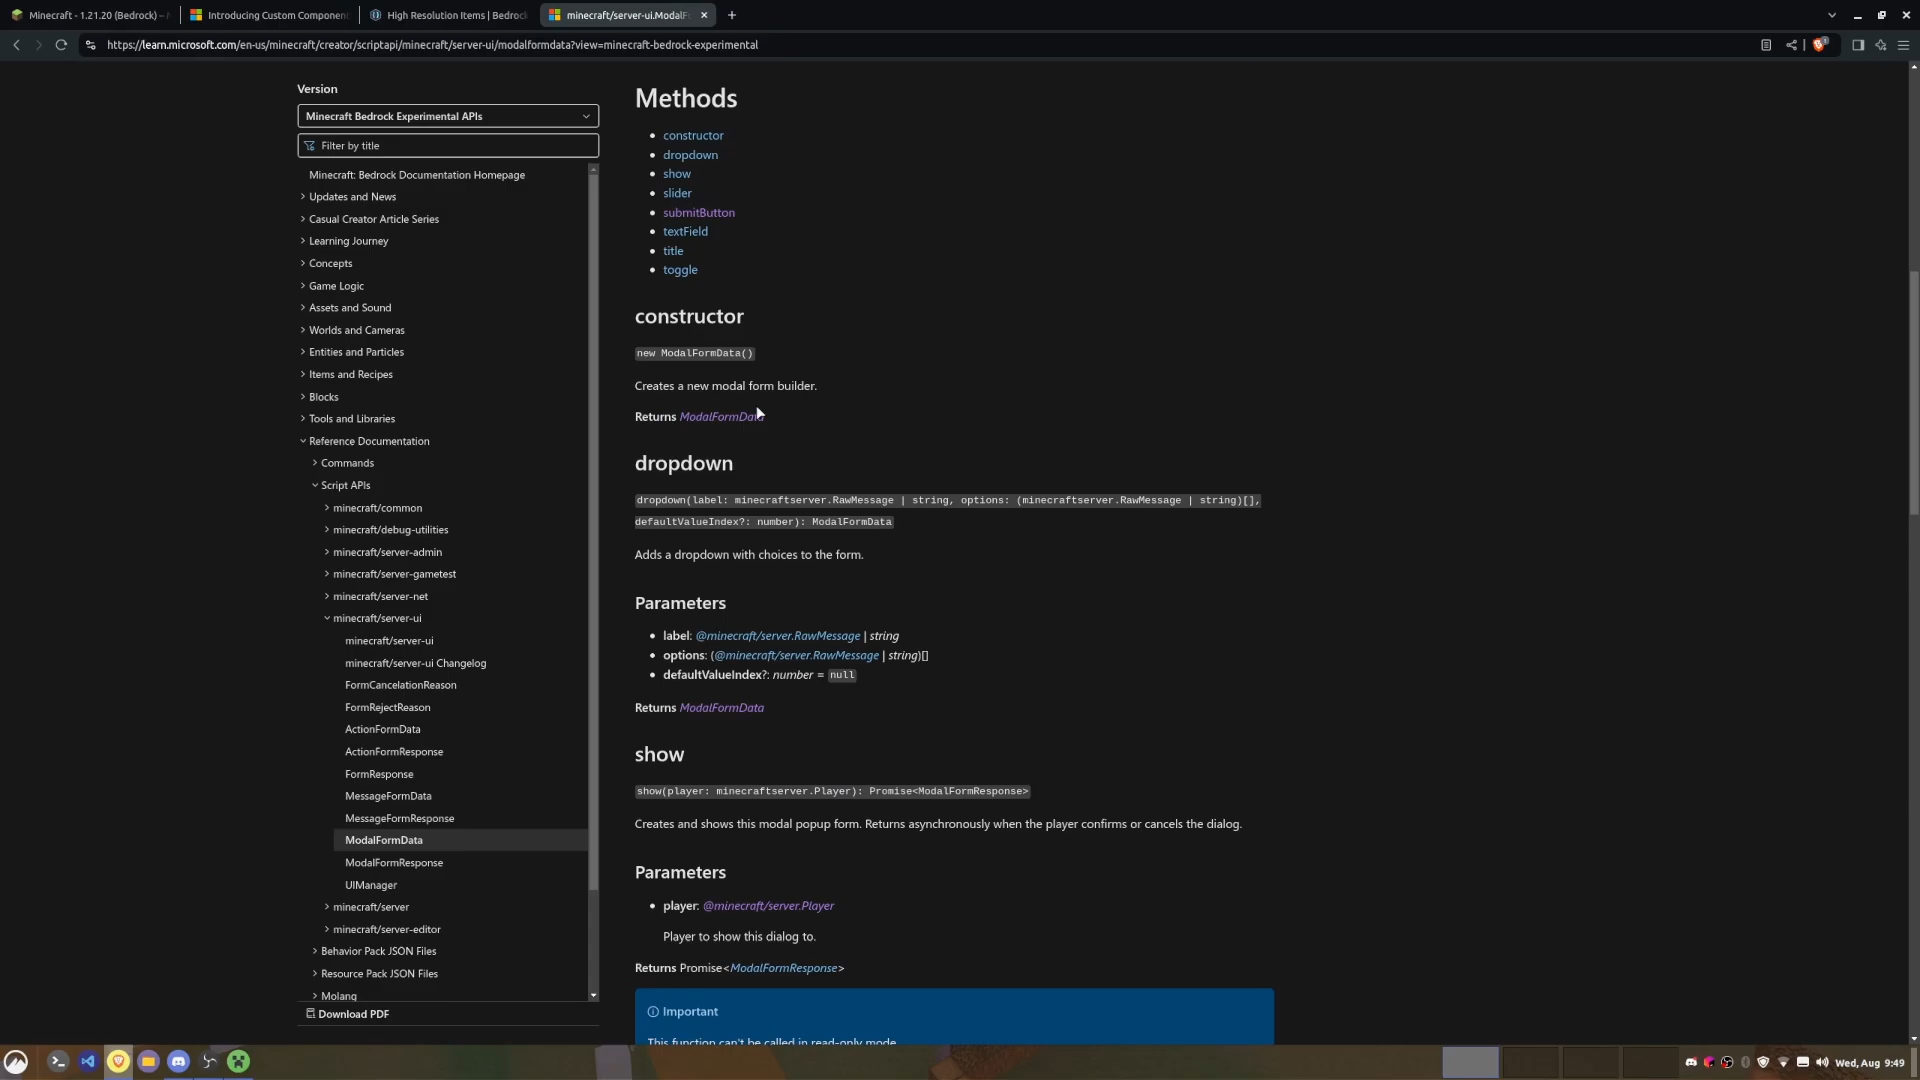 Minecraft - 1.21.20 (Bedrock) –
Introducing Custom Component
High Resolution Items | Bedrock
minecraft/server-ui.ModalF
https://learn.microsoft.com/en-us/minecraft/creator/scriptapi/minecraft/server-ui/modalformdata?view=minecraft-bedrock-experimental
Version
Minecraft Bedrock Experimental APIs
Filter by title
Minecraft: Bedrock Documentation Homepage
Updates and News
Casual Creator Article Series
Learning Journey
Concepts
Game Logic
Assets and Sound
Worlds and Cameras
Entities and Particles
Items and Recipes
Blocks
Tools and Libraries
Reference Documentation
Commands
Script APIs
minecraft/common
minecraft/debug-utilities
minecraft/server-admin
minecraft/server-gametest
minecraft/server-net
minecraft/server-ui
minecraft/server-ui
minecraft/server-ui Changelog
FormCancelationReason
FormRejectReason
ActionFormData
ActionFormResponse
FormResponse
MessageFormData
MessageFormResponse
ModalFormData
ModalFormResponse
UIManager
minecraft/server
minecraft/server-editor
Behavior Pack JSON Files
Resource Pack JSON Files
Molang
Download PDF
Methods
constructor
dropdown
show
slider
submitButton
textField
title
toggle
constructor
new ModalFormData()
Creates a new modal form builder.
Returns ModalFormData
dropdown
dropdown(label: minecraftserver.RawMessage | string, options: (minecraftserver.RawMessage | string)[],
defaultValueIndex?: number): ModalFormData
Adds a dropdown with choices to the form.
Parameters
label: @minecraft/server.RawMessage | string
options: (@minecraft/server.RawMessage | string)[]
defaultValueIndex?: number = null
Returns ModalFormData
show
show(player: minecraftserver.Player): Promise<ModalFormResponse>
Creates and shows this modal popup form. Returns asynchronously when the player confirms or cancels the dialog.
Parameters
player: @minecraft/server.Player
Player to show this dialog to.
Returns Promise<ModalFormResponse>
Important
This function can't be called in read-only mode.
Wed, Aug 9:49